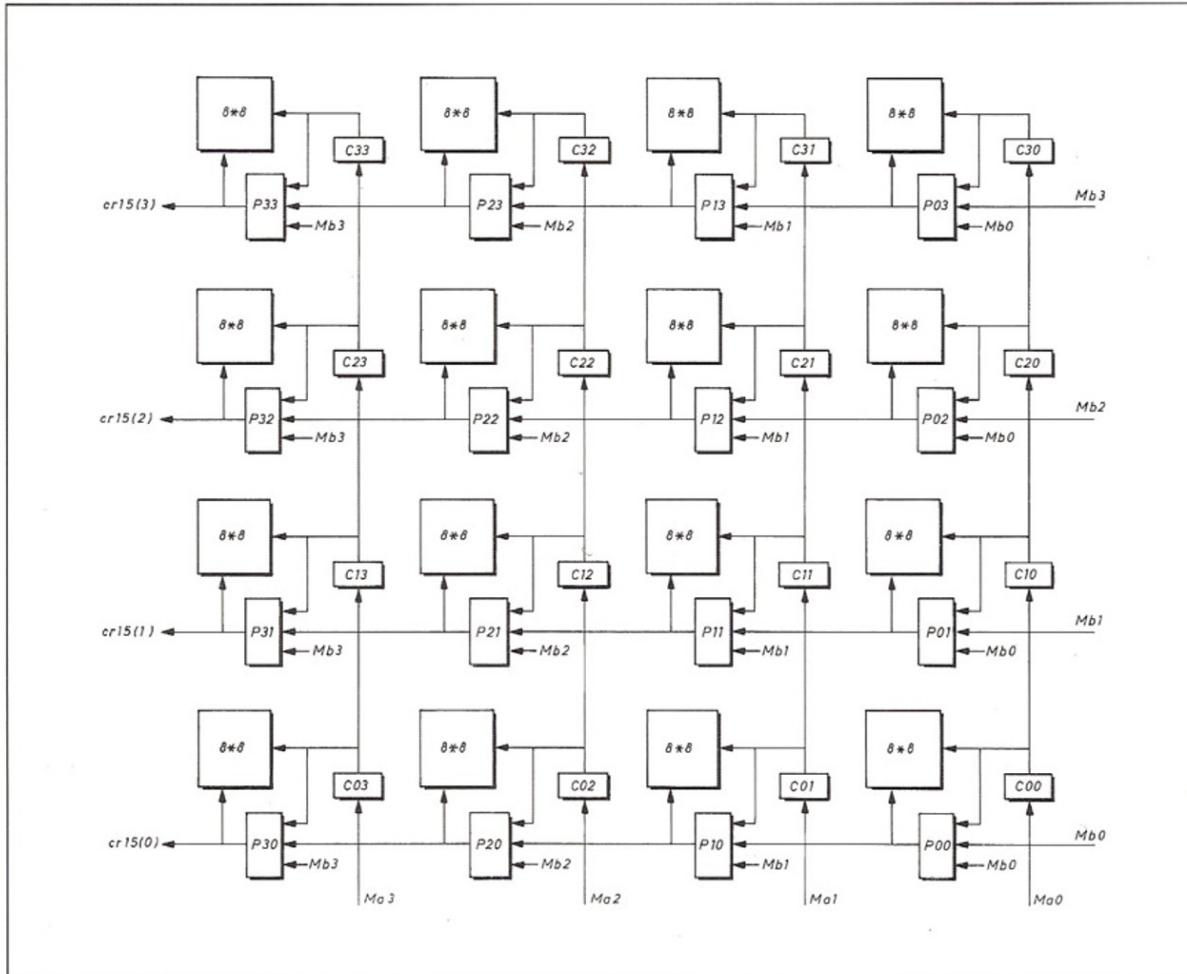 8*8 8*8 8*8 8*8
C33 C32 C31 C30
cr15(3) P33 P23 P13 P03 Mb3
Mb3 Mb2 Mb1 Mb0
8*8 8*8 8*8 8*8
C23 C22 C21 C20
cr15(2) P32 P22 P12 P02 Mb2
Mb3 Mb2 Mb1 Mb0
8*8 8*8 8*8 8*8
C13 C12 C11 C10
cr15(1) P31 P21 P11 P01 Mb1
Mb3 Mb2 Mb1 Mb0
8*8 8*8 8*8 8*8
C03 C02 C01 C00
cr15(0) P30 P20 P10 P00 Mb0
Mb3 Mb2 Mb1 Mb0
Ma3 Ma2 Ma1 Ma0